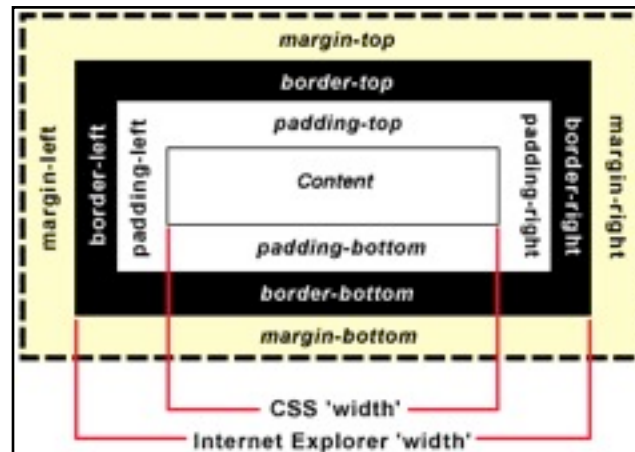 margin-top
border-top
padding-top
margin-left
border-left
padding-left
Content
padding-right
border-right
margin-right
padding-bottom
border-bottom
margin-bottom
CSS 'width'
Internet Explorer 'width'